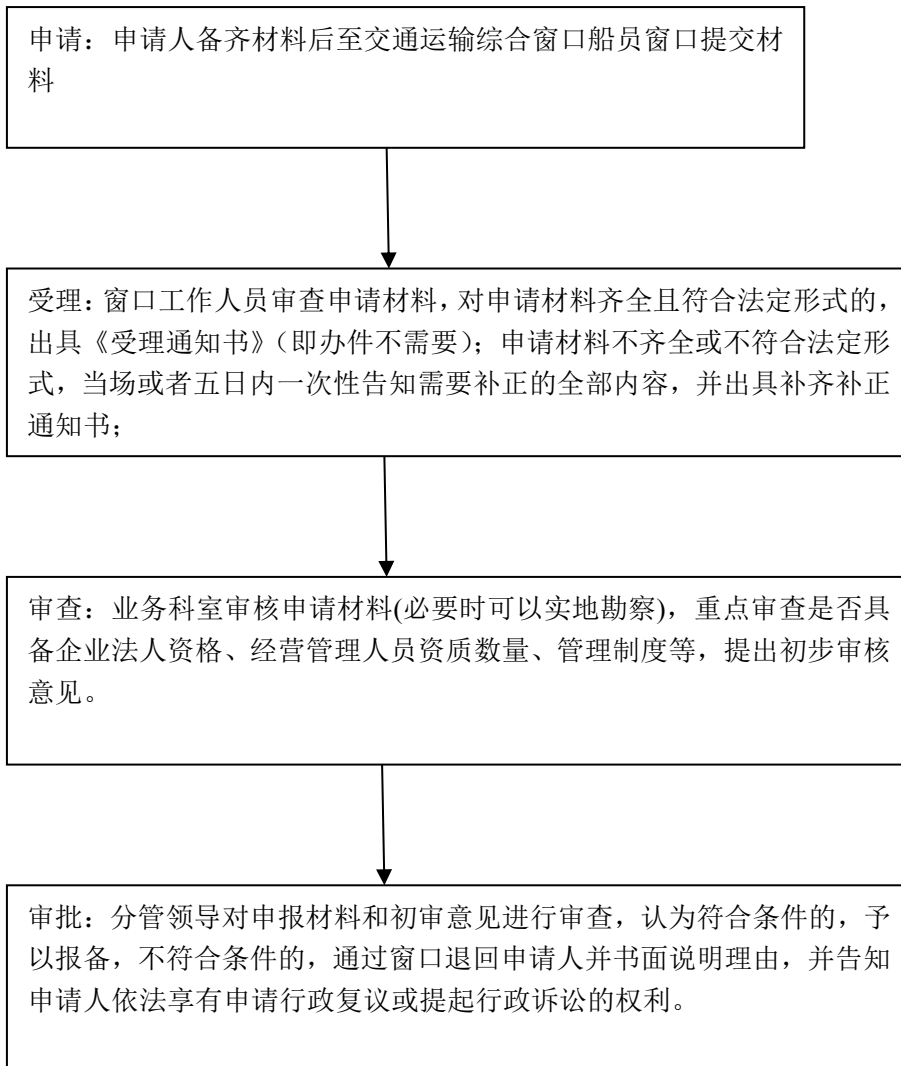 申请：申请人备齐材料后至交通运输综合窗口船员窗口提交材
料
受理：窗口工作人员审查申请材料，对申请材料齐全且符合法定形式的，
出具《受理通知书》（即办件不需要）；申请材料不齐全或不符合法定形
式，当场或者五日内一次性告知需要补正的全部内容，并出具补齐补正
通知书；
审查：业务科室审核申请材料(必要时可以实地勘察)，重点审查是否具
备企业法人资格、经营管理人员资质数量、管理制度等，提出初步审核
意见。
审批：分管领导对申报材料和初审意见进行审查，认为符合条件的，予
以报备，不符合条件的，通过窗口退回申请人并书面说明理由，并告知
申请人依法享有申请行政复议或提起行政诉讼的权利。